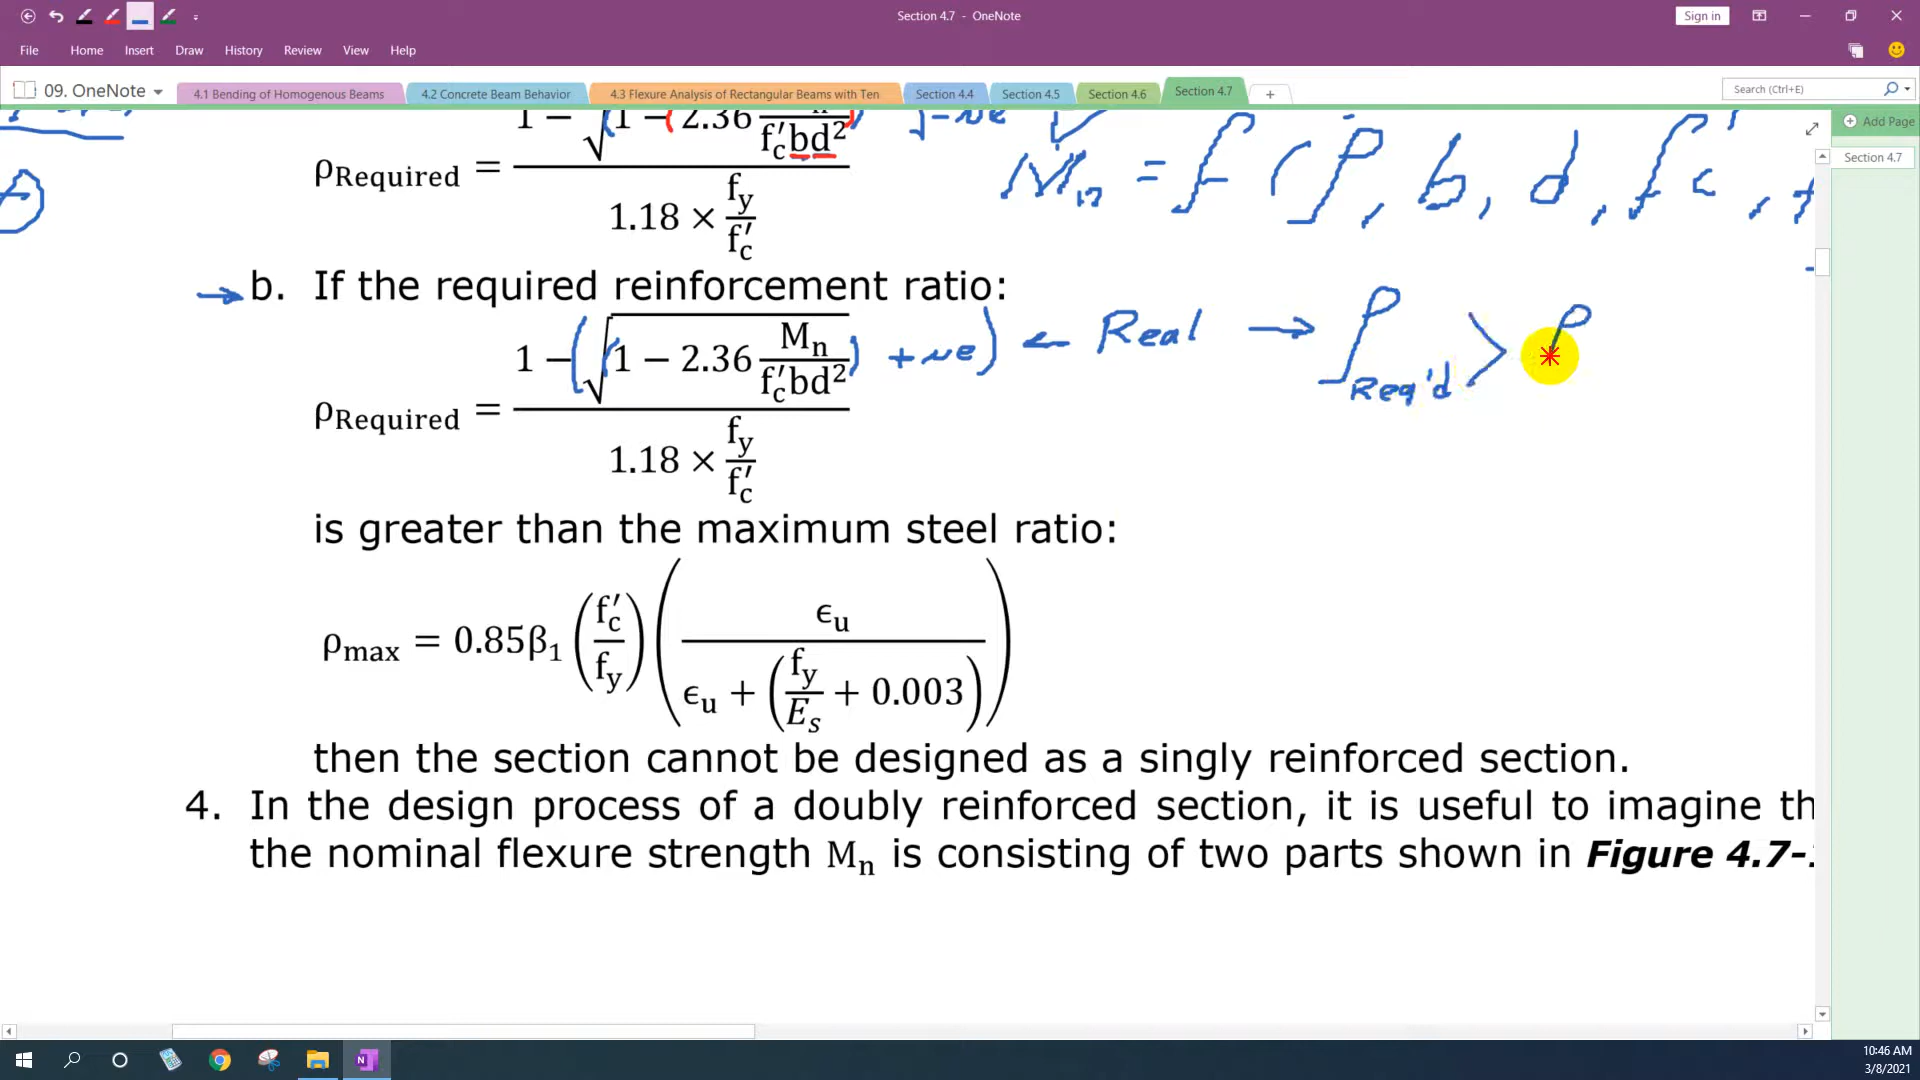 Section 4.7 - OneNote
Sign in
File Home Insert Draw History Review View Help
09. OneNote
4.1 Bending of Homogenous Beams
4.2 Concrete Beam Behavior
4.3 Flexure Analysis of Rectangular Beams with Ten
Section 4.4
Section 4.5
Section 4.6
Section 4.7
Search (Ctrl+E)
Add Page
Section 4.7
ρRequired = (1 − √(1 − (2.36 / f′c bd²))) / (1.18 × fy/f′c)
-ve
Mn = f(ρ, b, d, fc,
b. If the required reinforcement ratio:
ρRequired = (1 − √(1 − 2.36 Mn/(f′c bd²))) / (1.18 × fy/f′c)
+ve ← Real → ρReq'd > ρ
is greater than the maximum steel ratio:
ρmax = 0.85β1 (f′c/fy) (ϵu / (ϵu + (fy/Es + 0.003)))
then the section cannot be designed as a singly reinforced section.
4. In the design process of a doubly reinforced section, it is useful to imagine th
the nominal flexure strength Mn is consisting of two parts shown in Figure 4.7-
10:46 AM
3/8/2021